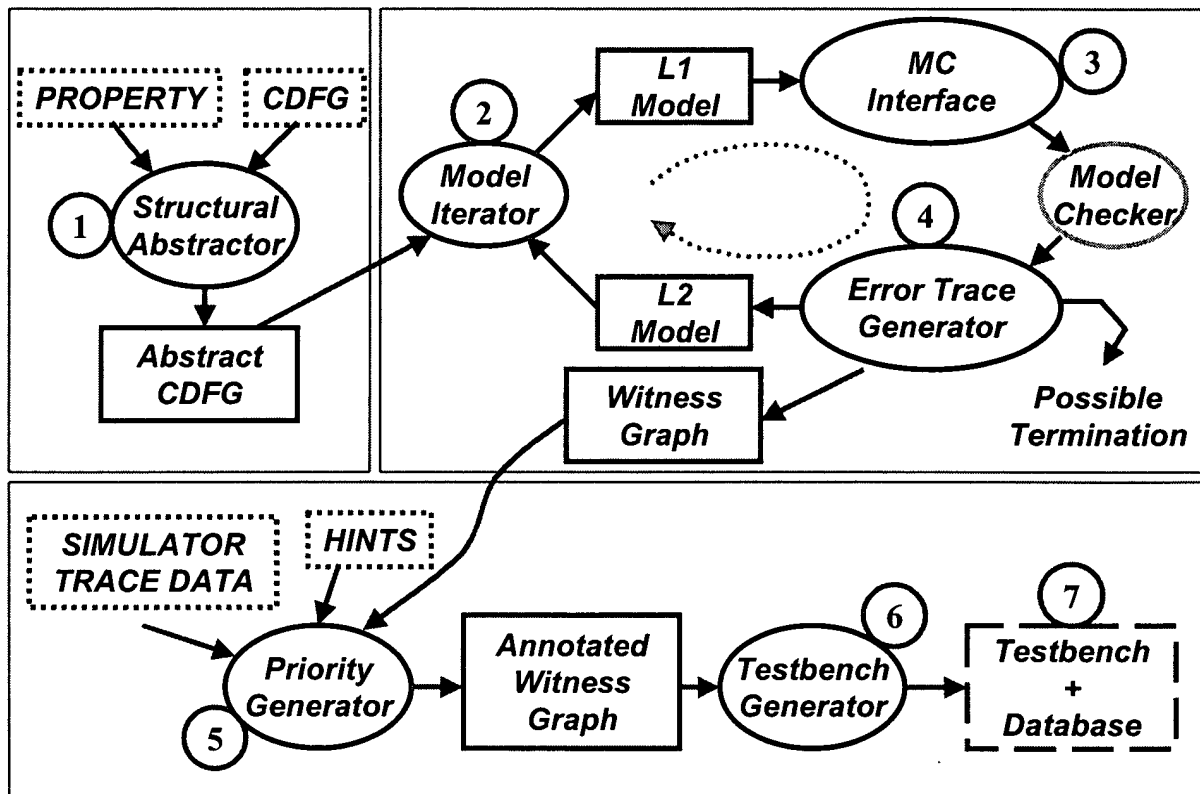 PROPERTY
CDFG
1
Structural
Abstractor
Abstract
CDFG
2
Model
Iterator
L1
Model
MC
Interface
3
Model
Checker
4
Error Trace
Generator
L2
Model
Witness
Graph
Possible
Termination
SIMULATOR
TRACE DATA
HINTS
Priority
Generator
5
Annotated
Witness
Graph
6
Testbench
Generator
7
Testbench
+
Database